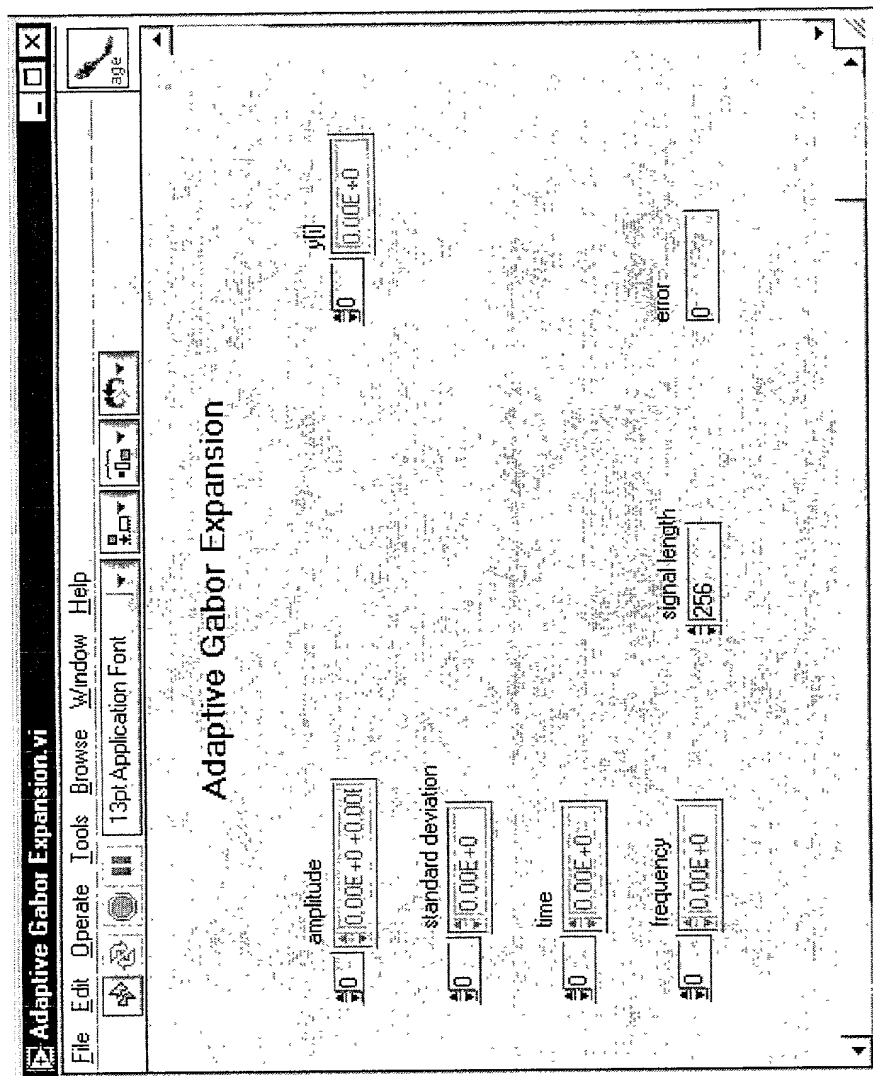 Adaptive Gabor Expansion.vi
File Edit Operate Tools Browse Window Help
13pt Application Font
age
Adaptive Gabor Expansion
amplitude
0 0.00E+0 +0.00E
y[i]
0 0.00E+0
standard deviation
0 0.00E+0
time
0 0.00E+0
frequency
0 0.00E+0
signal length
256
error
0